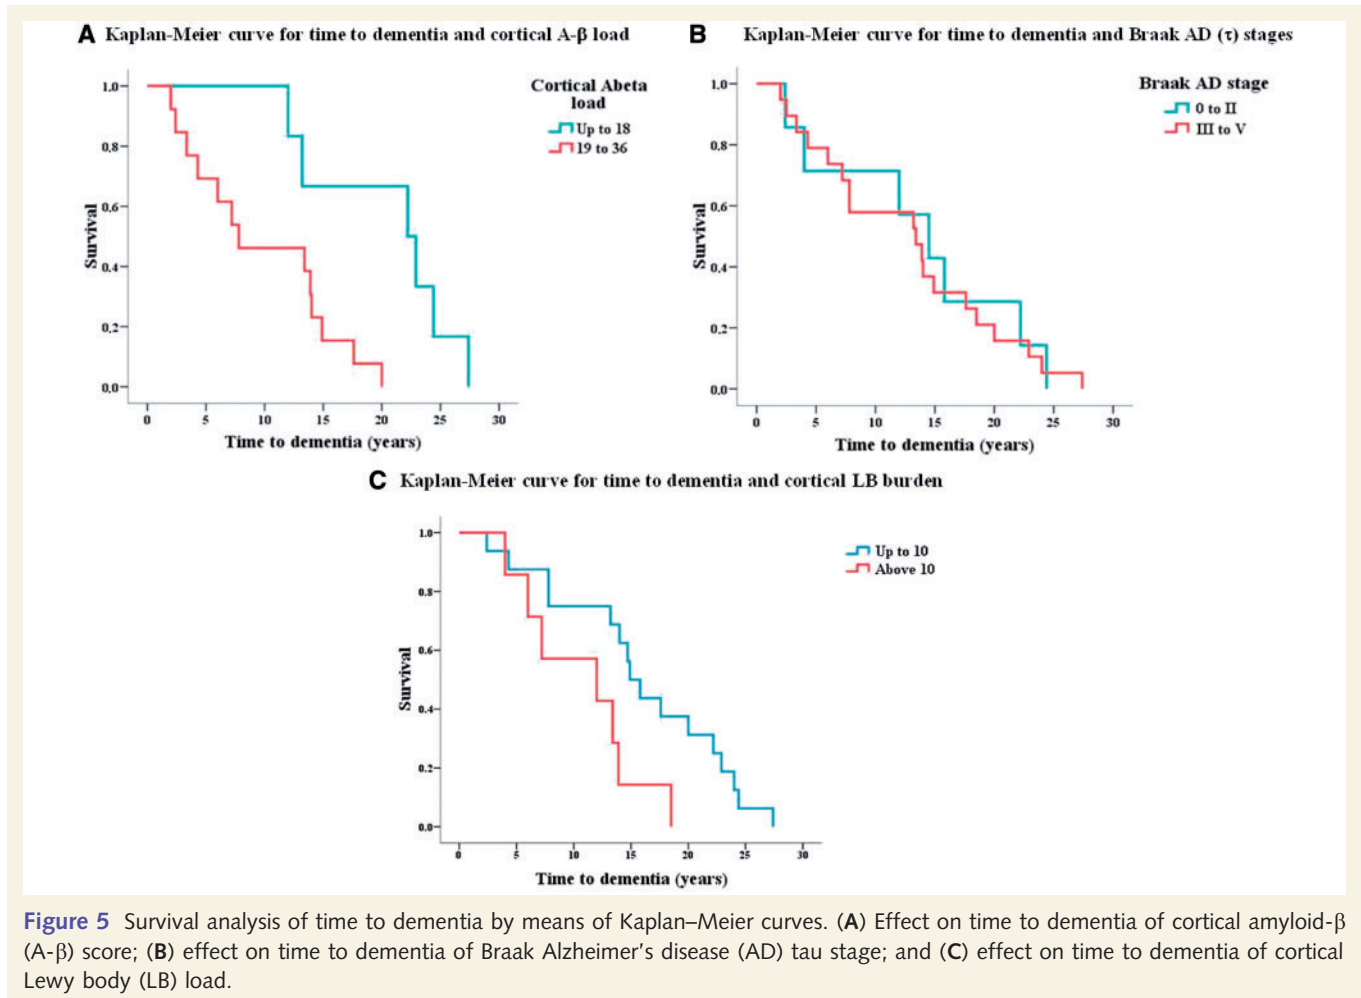 A Kaplan-Meier curve for time to dementia and cortical A-β load
1.0
0.8
0.6
0.4
0.2
0.0
Survival
0 5 10 15 20 25 30
Time to dementia (years)
Cortical Abeta
load
Up to 18
19 to 36
B Kaplan-Meier curve for time to dementia and Braak AD (τ) stages
1.0
0.8
0.6
0.4
0.2
0.0
Survival
0 5 10 15 20 25 30
Time to dementia (years)
Braak AD stage
0 to II
III to V
C Kaplan-Meier curve for time to dementia and cortical LB burden
1.0
0.8
0.6
0.4
0.2
0.0
Survival
0 5 10 15 20 25 30
Time to dementia (years)
Up to 10
Above 10
Figure 5 Survival analysis of time to dementia by means of Kaplan–Meier curves. (A) Effect on time to dementia of cortical amyloid-β
(A-β) score; (B) effect on time to dementia of Braak Alzheimer's disease (AD) tau stage; and (C) effect on time to dementia of cortical
Lewy body (LB) load.